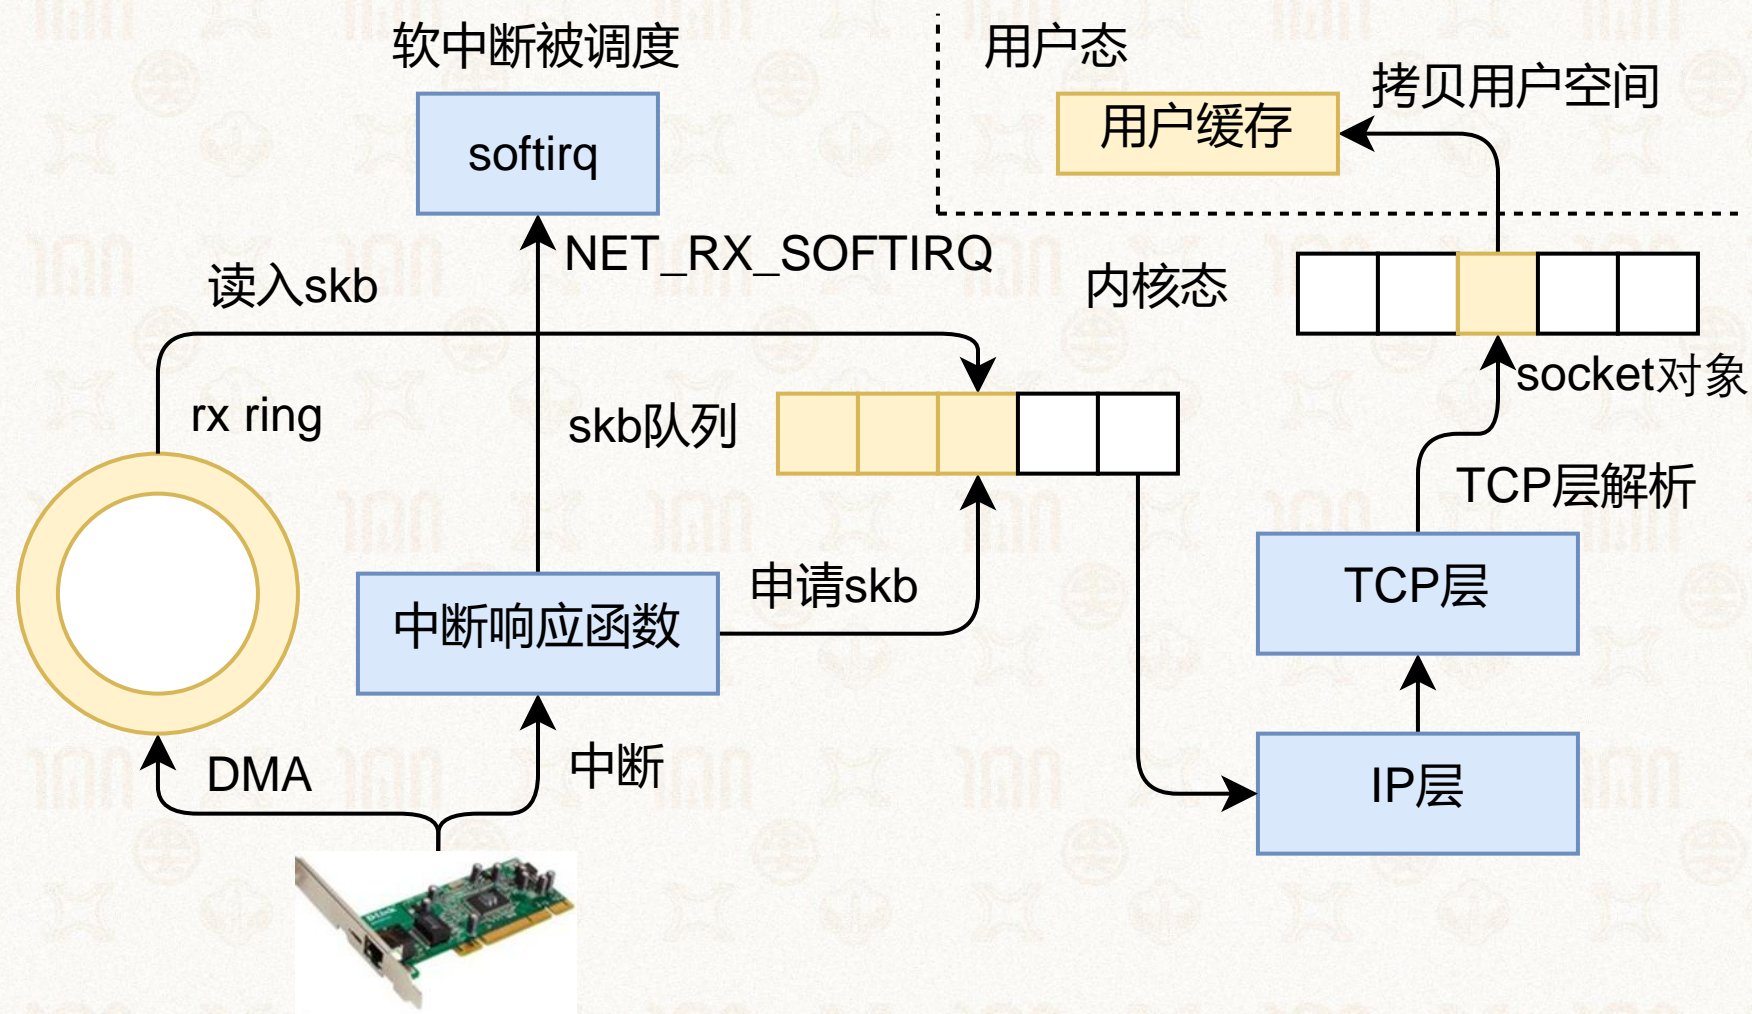 软中断被调度
用户态
拷贝用户空间
用户缓存
softirq
NET_RX_SOFTIRQ
读入skb
内核态
socket对象
rx ring
skb队列
TCP层解析
申请skb
TCP层
中断响应函数
DMA
中断
IP层
D-Link